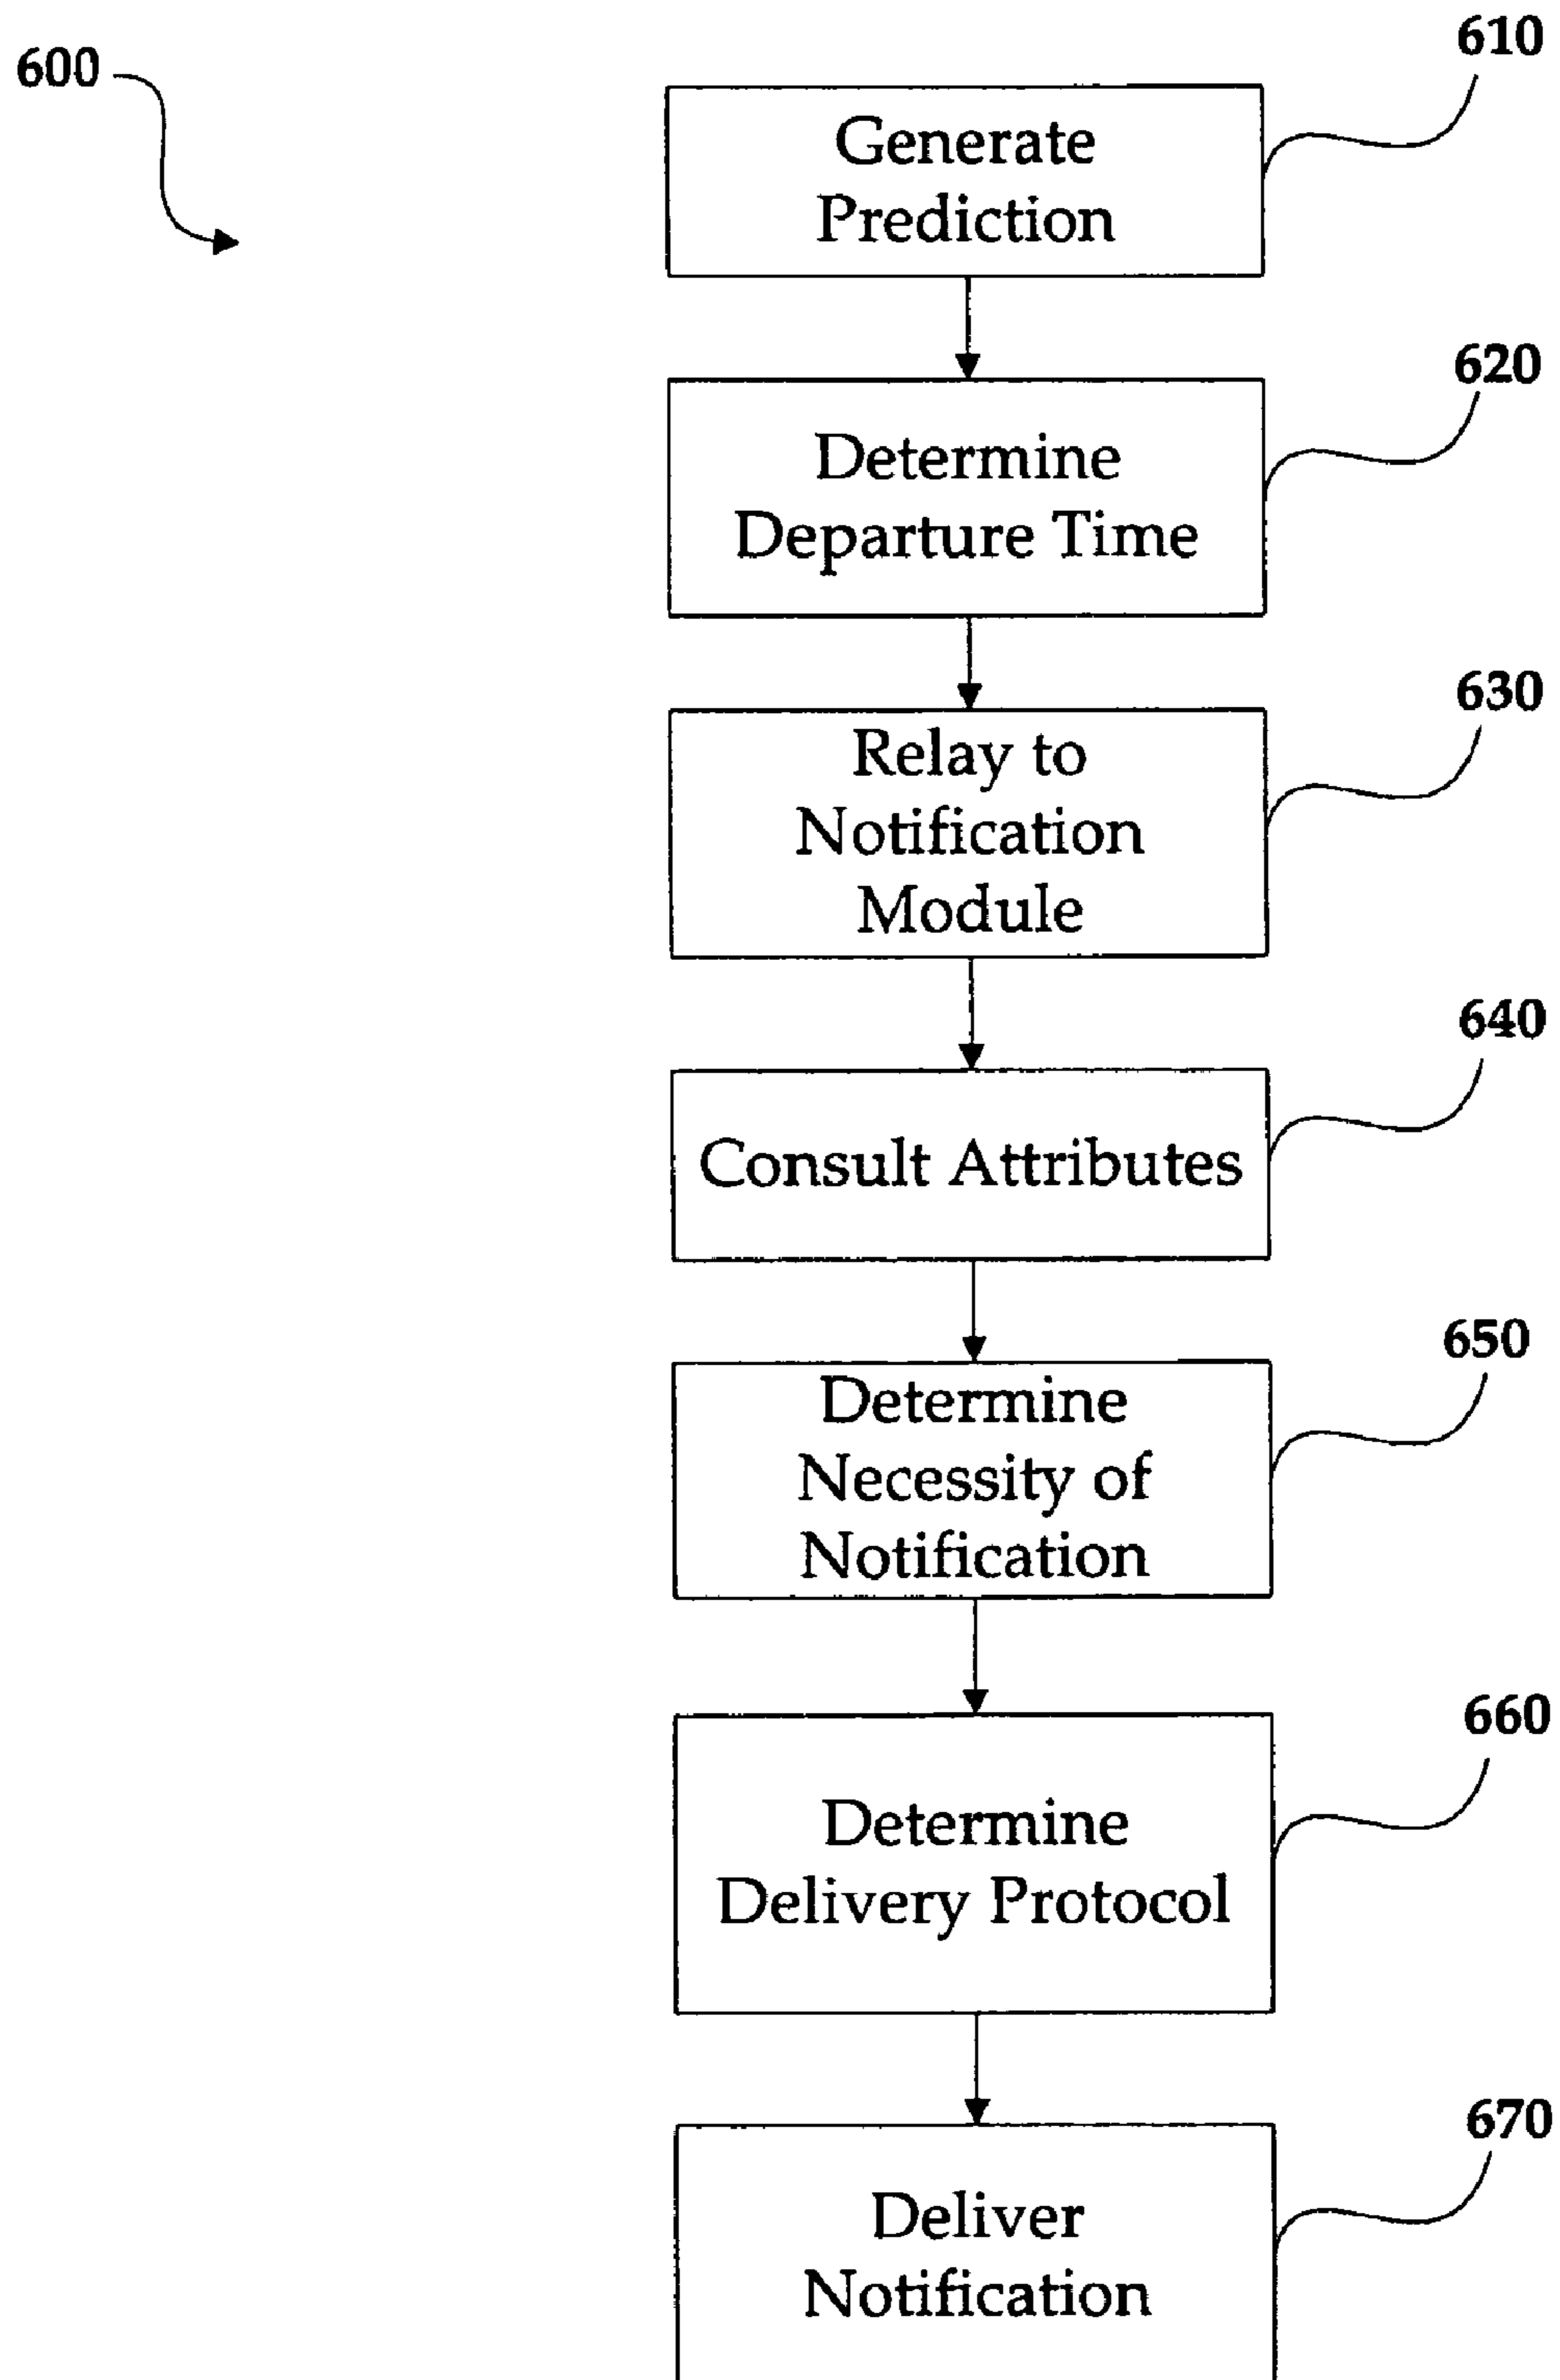 600
610
Generate
Prediction
620
Determine
Departure Time
630
Relay to
Notification
Module
640
Consult Attributes
650
Determine
Necessity of
Notification
660
Determine
Delivery Protocol
670
Deliver
Notification